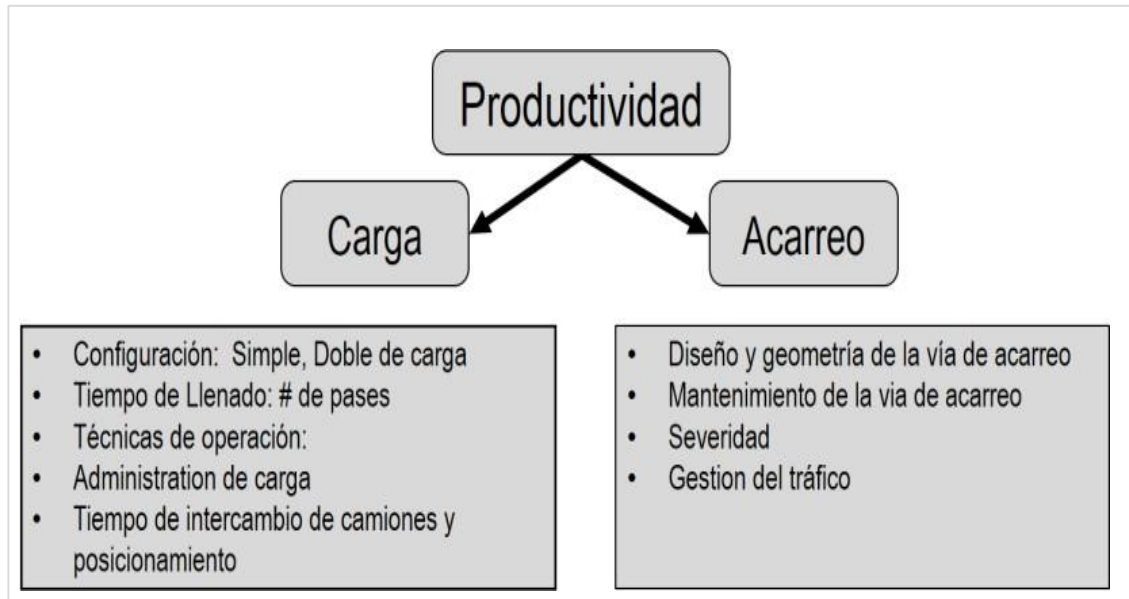 Productividad
Carga
Acarreo
• Configuración: Simple, Doble de carga
• Tiempo de Llenado: # de pases
• Técnicas de operación:
• Administration de carga
• Tiempo de intercambio de camiones y
posicionamiento
• Diseño y geometría de la vía de acarreo
• Mantenimiento de la via de acarreo
• Severidad
• Gestion del tráfico